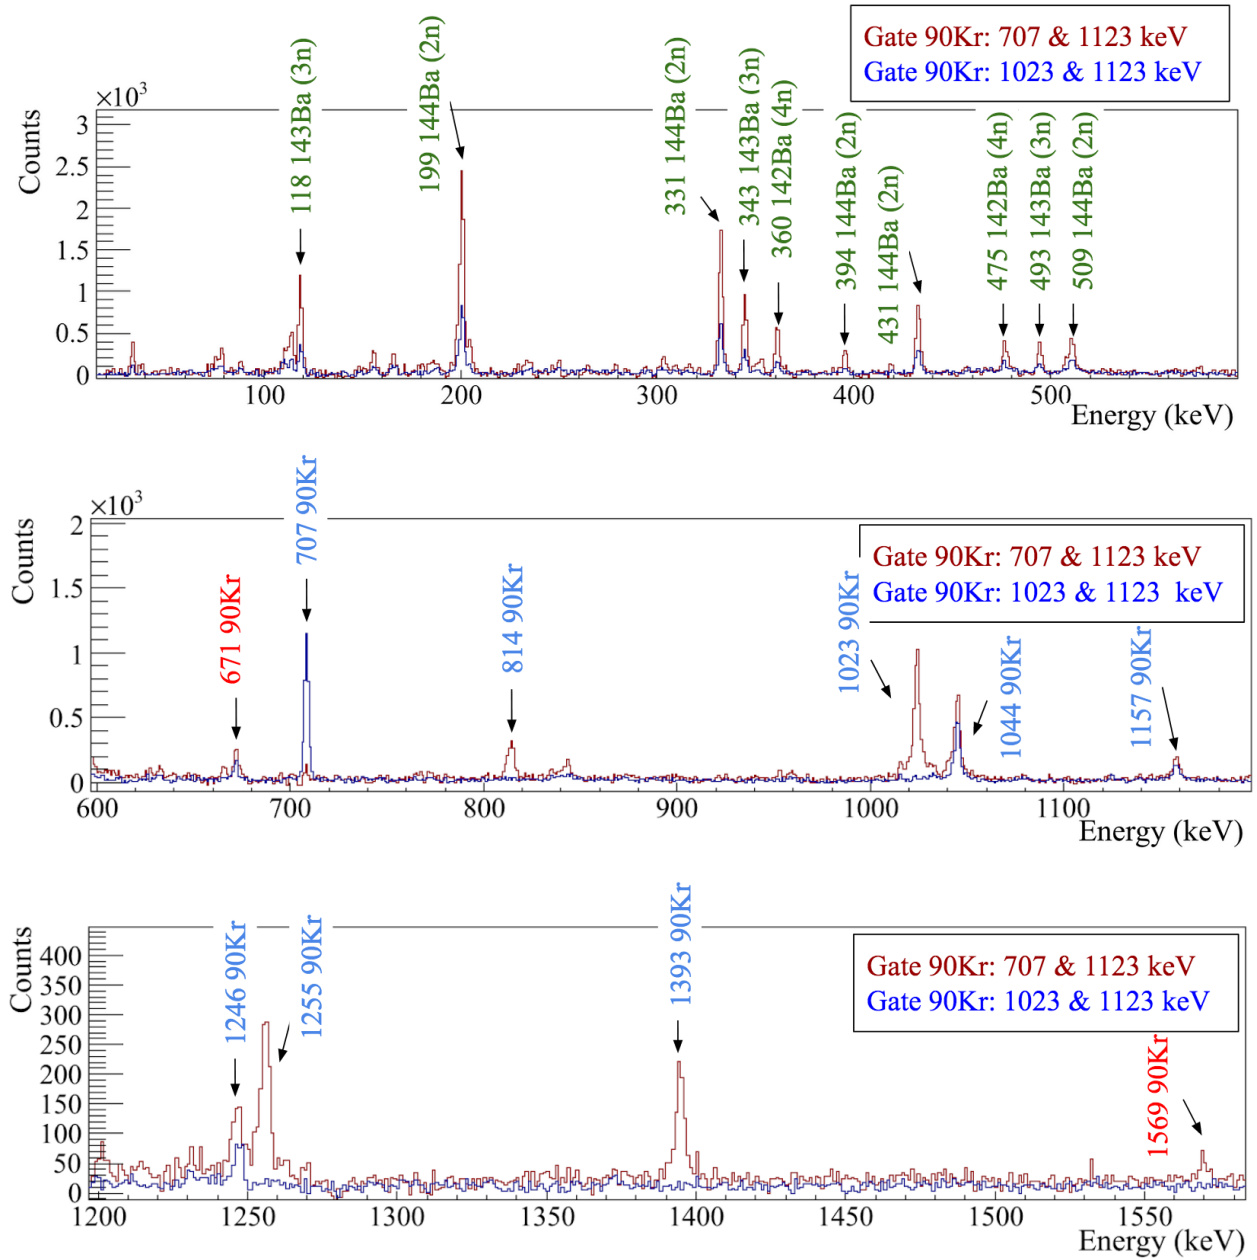 Gate 90Kr: 707 & 1123 keV
Gate 90Kr: 1023 & 1123 keV
×10³
Counts
3
2.5
2
1.5
1
0.5
0
118 143Ba (3n)
199 144Ba (2n)
331 144Ba (2n)
343 143Ba (3n)
360 142Ba (4n)
394 144Ba (2n)
431 144Ba (2n)
475 142Ba (4n)
493 143Ba (3n)
509 144Ba (2n)
100 200 300 400 500
Energy (keV)
×10³
Counts
2
1.5
1
0.5
0
671 90Kr
707 90Kr
814 90Kr
1023 90Kr
1044 90Kr
1157 90Kr
Gate 90Kr: 707 & 1123 keV
Gate 90Kr: 1023 & 1123 keV
600 700 800 900 1000 1100
Energy (keV)
Counts
400
350
300
250
200
150
100
50
0
1246 90Kr
1255 90Kr
1393 90Kr
1569 90Kr
Gate 90Kr: 707 & 1123 keV
Gate 90Kr: 1023 & 1123 keV
1200 1250 1300 1350 1400 1450 1500 1550
Energy (keV)